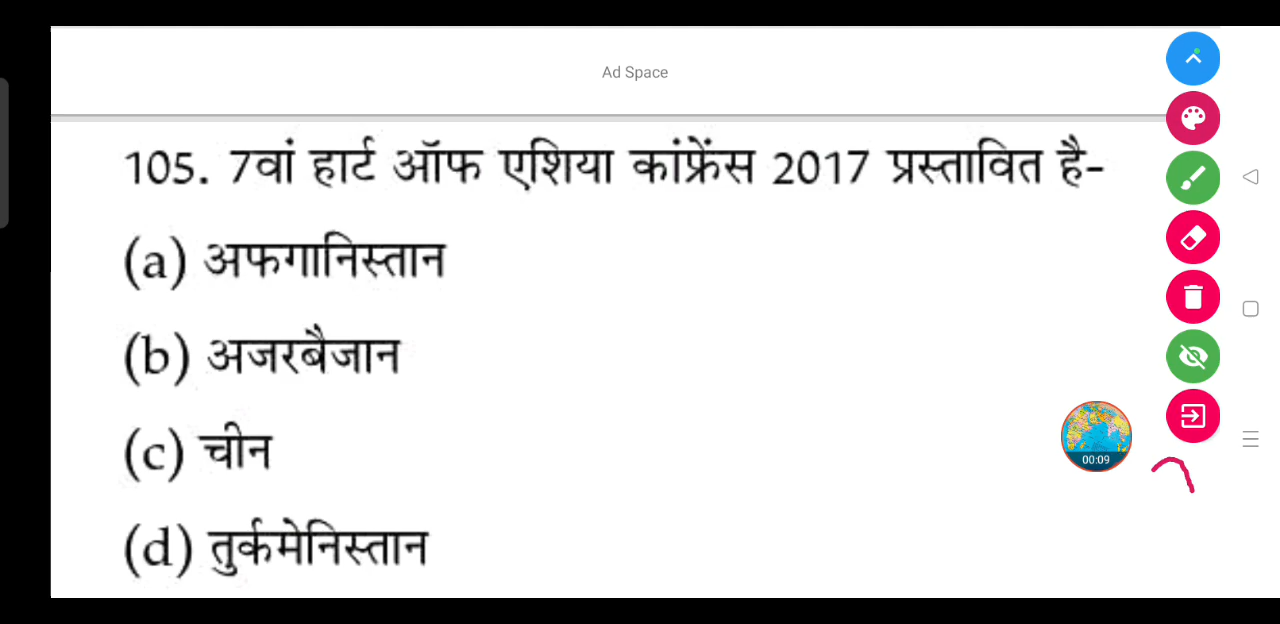 Ad Space
105. 7वां हार्ट ऑफ एशिया कांफ्रेंस 2017 प्रस्तावित है-
(a) अफगानिस्तान
(b) अजरबैजान
(c) चीन
(d) तुर्कमेनिस्तान
00:09